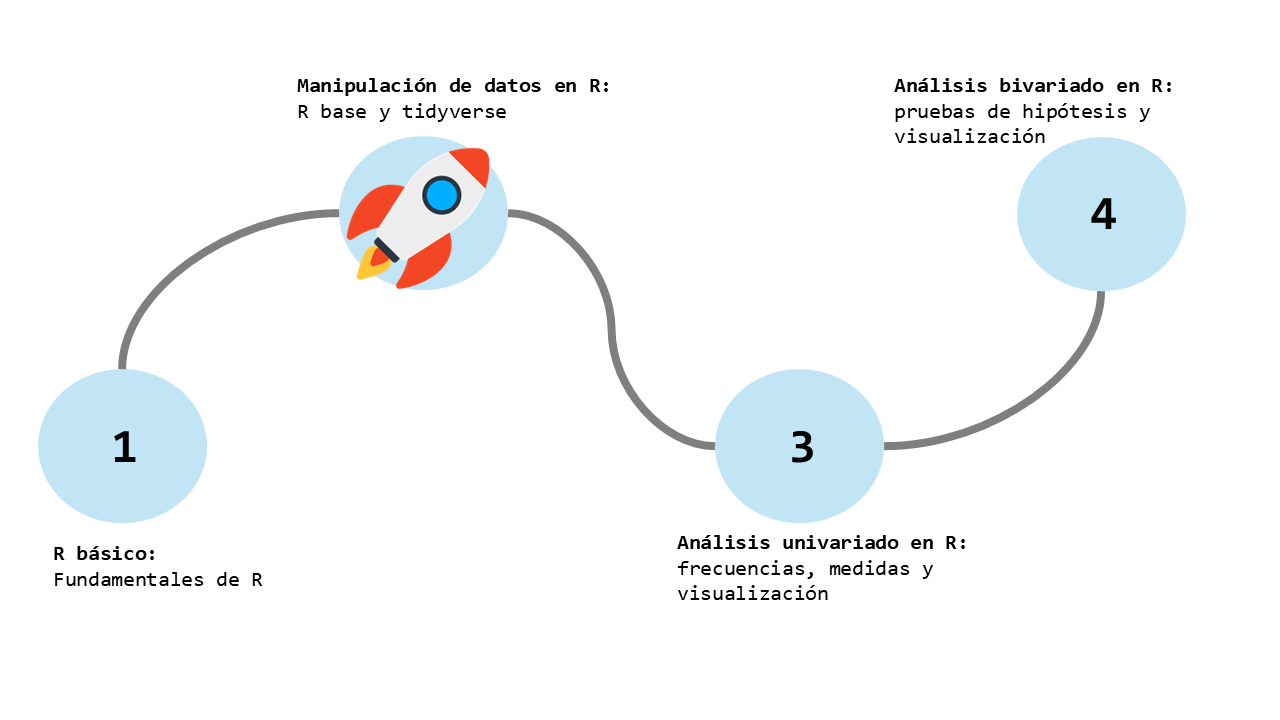 Manipulación de datos en R:
R base y tidyverse
Análisis bivariado en R:
pruebas de hipótesis y
visualización
4
1
3
R básico:
Fundamentales de R
Análisis univariado en R:
frecuencias, medidas y
visualización